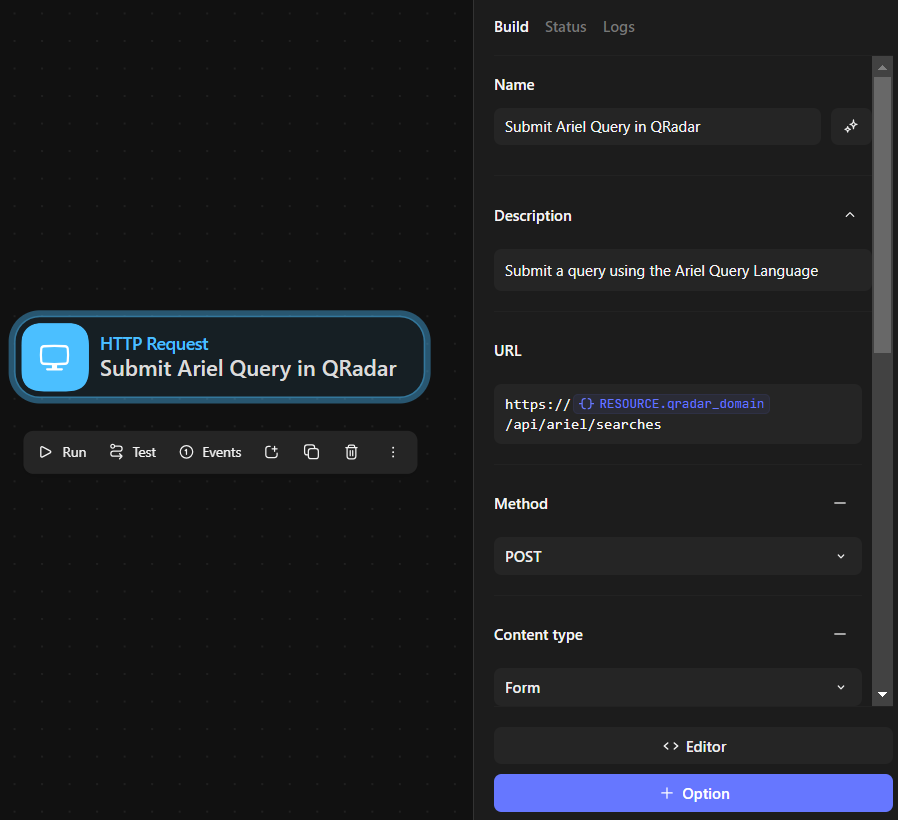 HTTP Request
Submit Ariel Query in QRadar
Run Test Events
Build Status Logs
Name
Submit Ariel Query in QRadar
Description
Submit a query using the Ariel Query Language
URL
https:// {} RESOURCE.qradar_domain
/api/ariel/searches
Method
POST
Content type
Form
<> Editor
+ Option